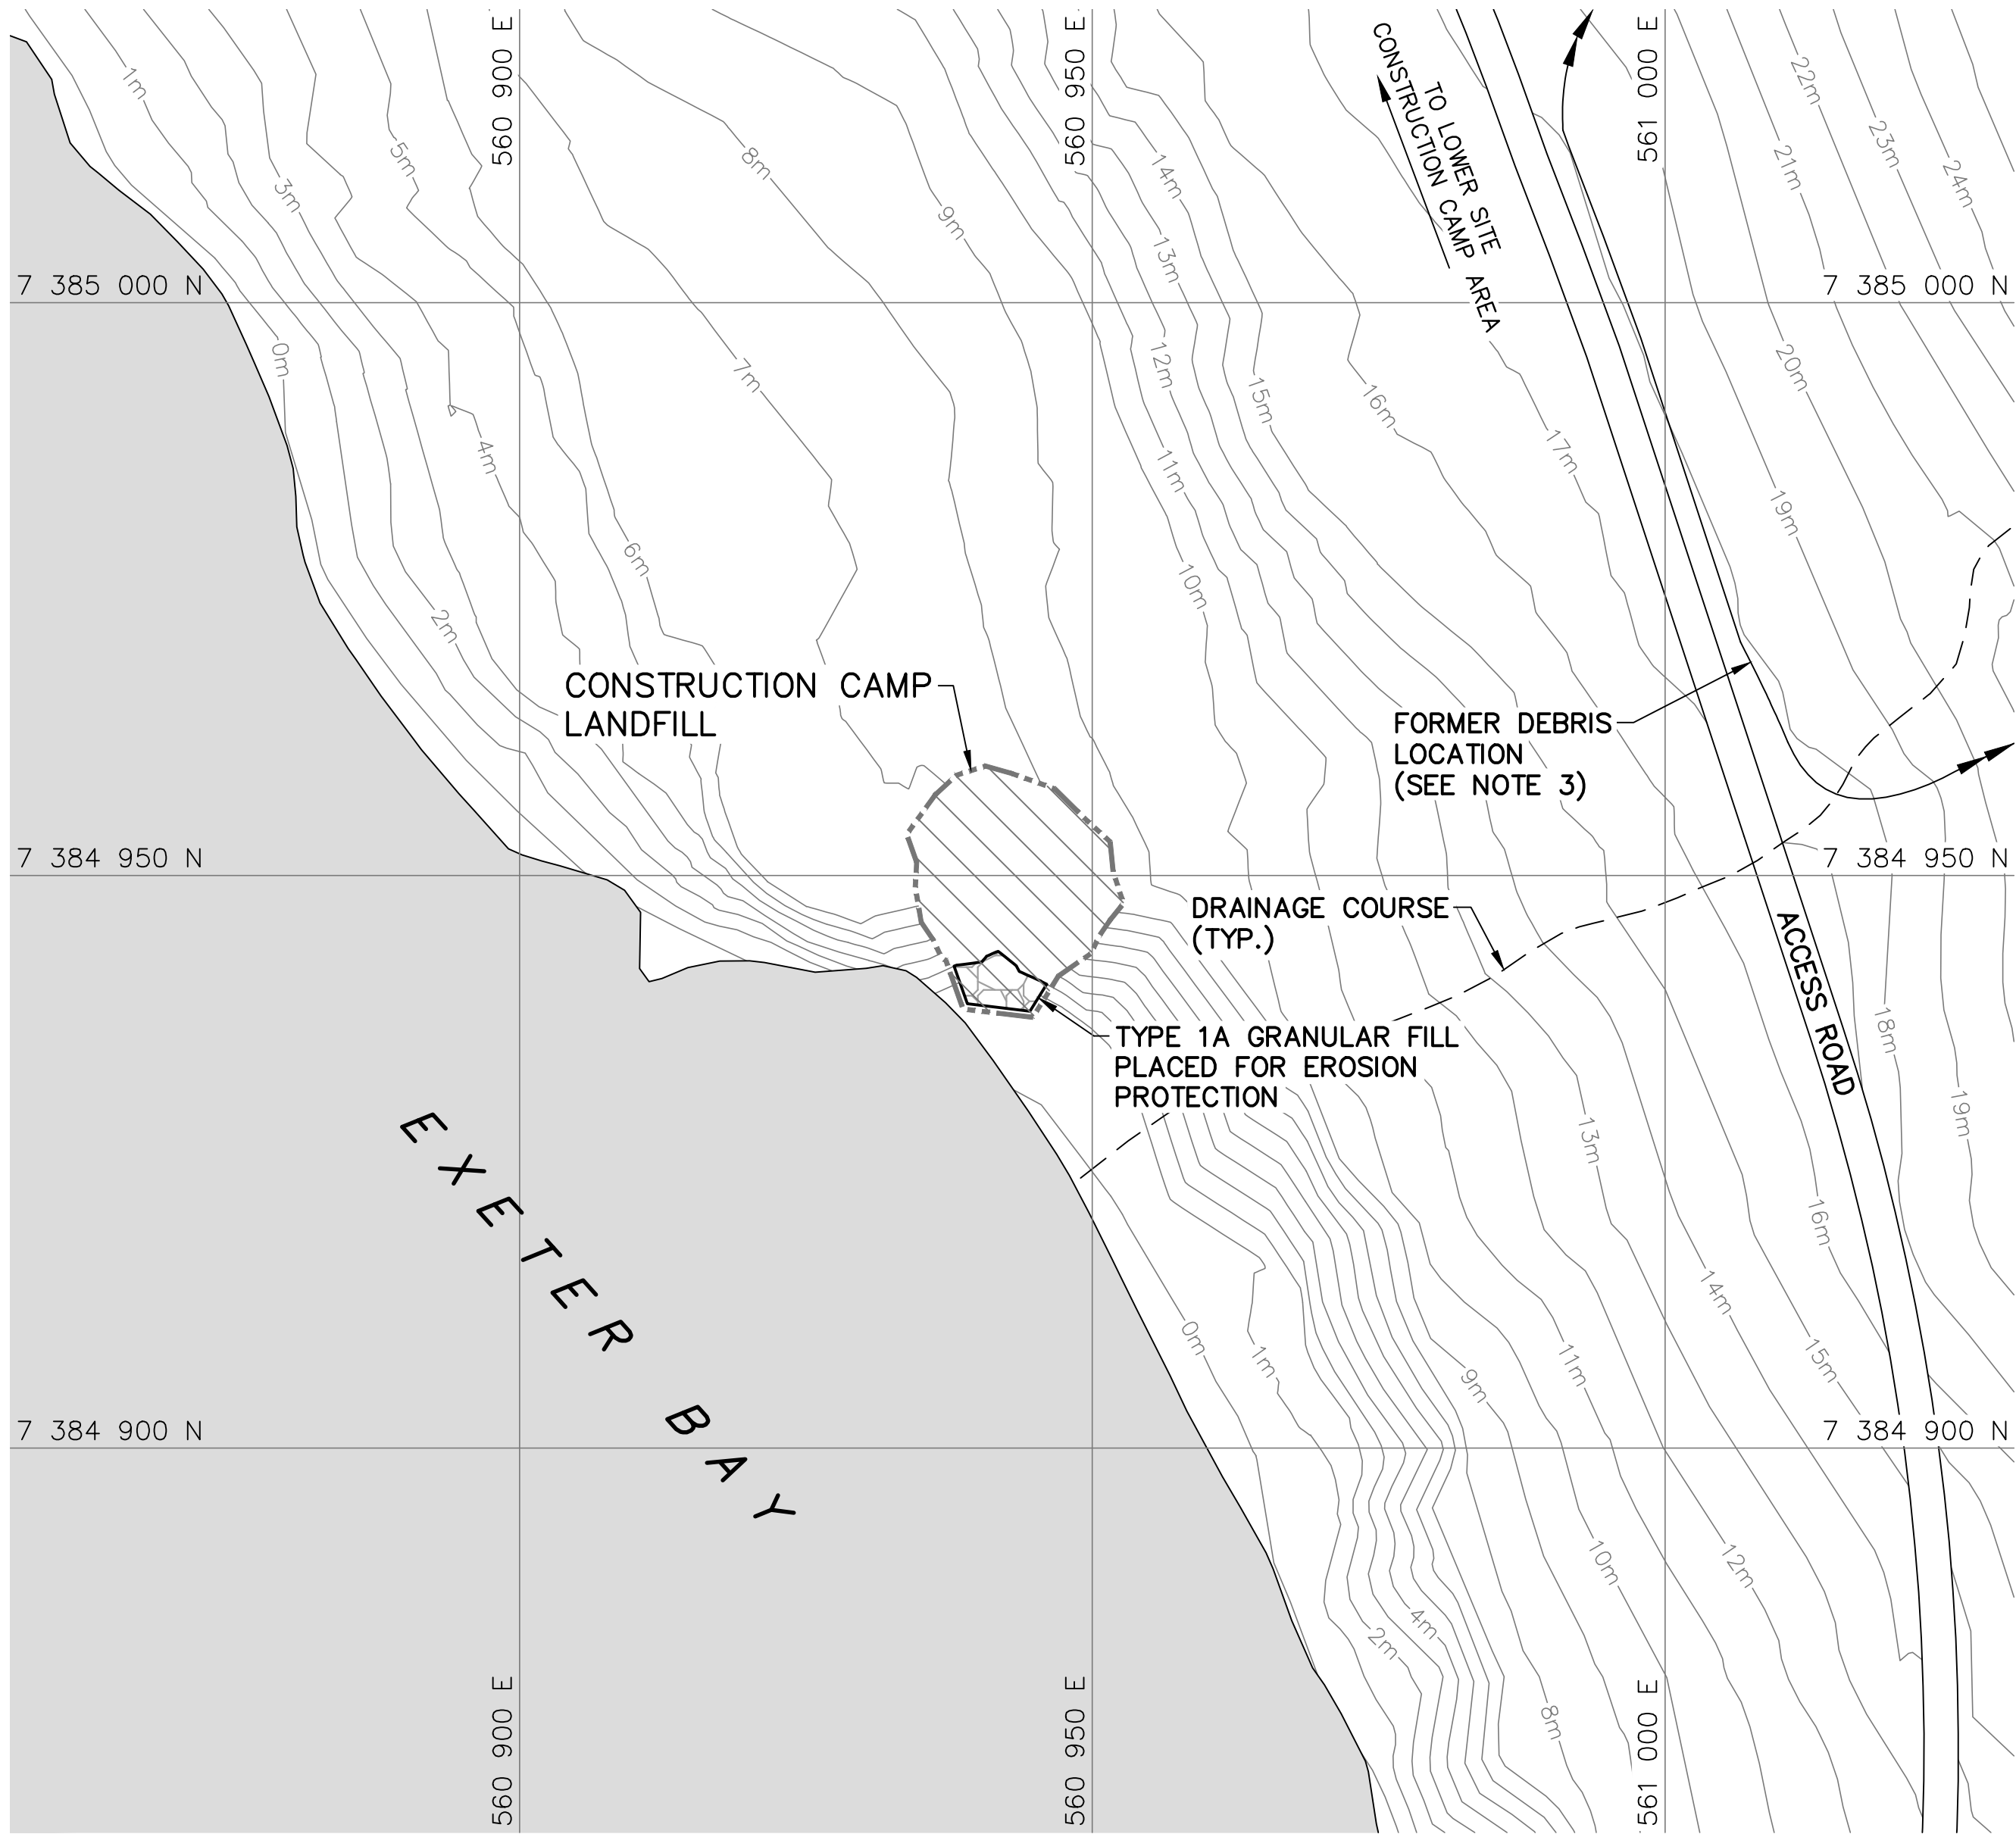 560 900 E
560 950 E
561 000 E
TO LOWER SITE
CONSTRUCTION CAMP AREA
1m
3m
5m
8m
9m
14m
13m
22m
21m
23m
24m
7 385 000 N
7 385 000 N
0m
4m
7m
12m
11m
15m
16m
17m
20m
19m
6m
10m
2m
CONSTRUCTION CAMP
LANDFILL
FORMER DEBRIS
LOCATION
(SEE NOTE 3)
7 384 950 N
7 384 950 N
DRAINAGE COURSE
(TYP.)
ACCESS ROAD
TYPE 1A GRANULAR FILL
PLACED FOR EROSION
PROTECTION
18m
19m
13m
16m
14m
15m
EXETER BAY
0m
1m
9m
11m
7 384 900 N
7 384 900 N
10m
12m
2m
4m
8m
560 900 E
560 950 E
561 000 E